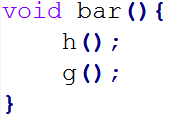 void bar(){
    h();
    g();
}